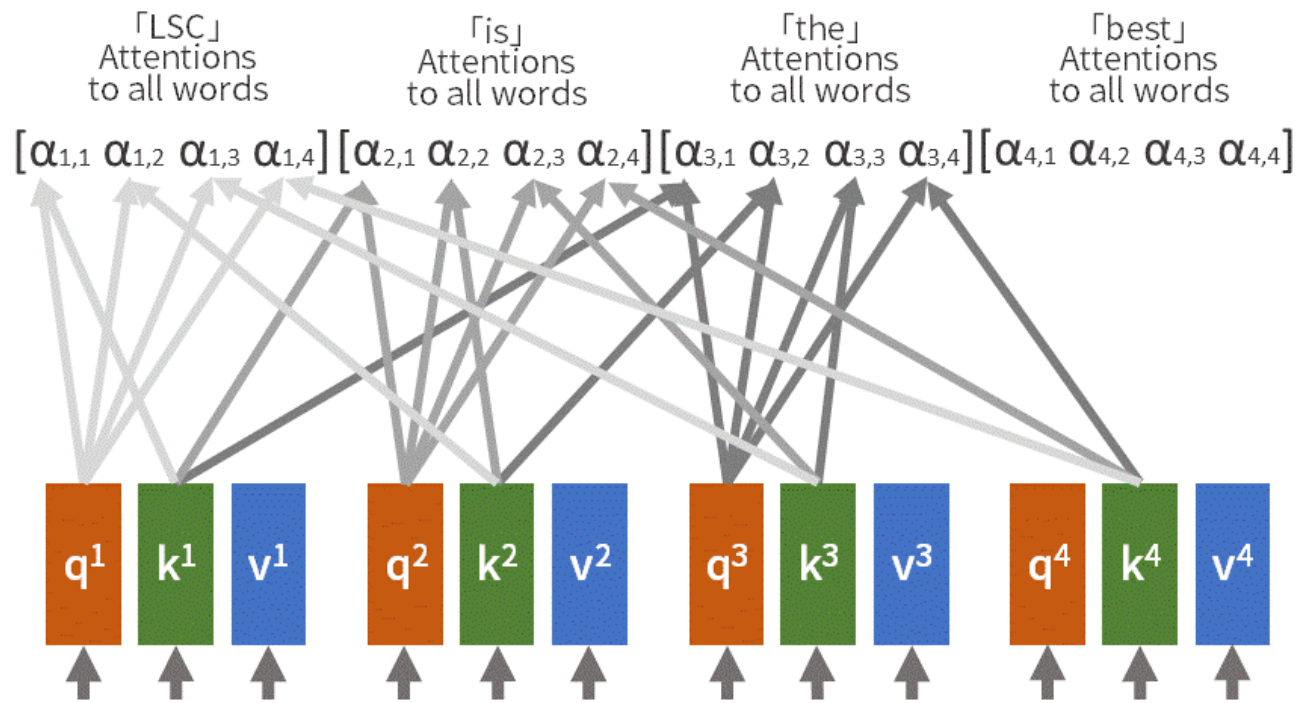 「LSC」
Attentions
to all words
「is」
Attentions
to all words
「the」
Attentions
to all words
「best」
Attentions
to all words
[α1,1 α1,2 α1,3 α1,4] [α2,1 α2,2 α2,3 α2,4] [α3,1 α3,2 α3,3 α3,4] [α4,1 α4,2 α4,3 α4,4]
q¹ k¹ v¹ q² k² v² q³ k³ v³ q⁴ k⁴ v⁴